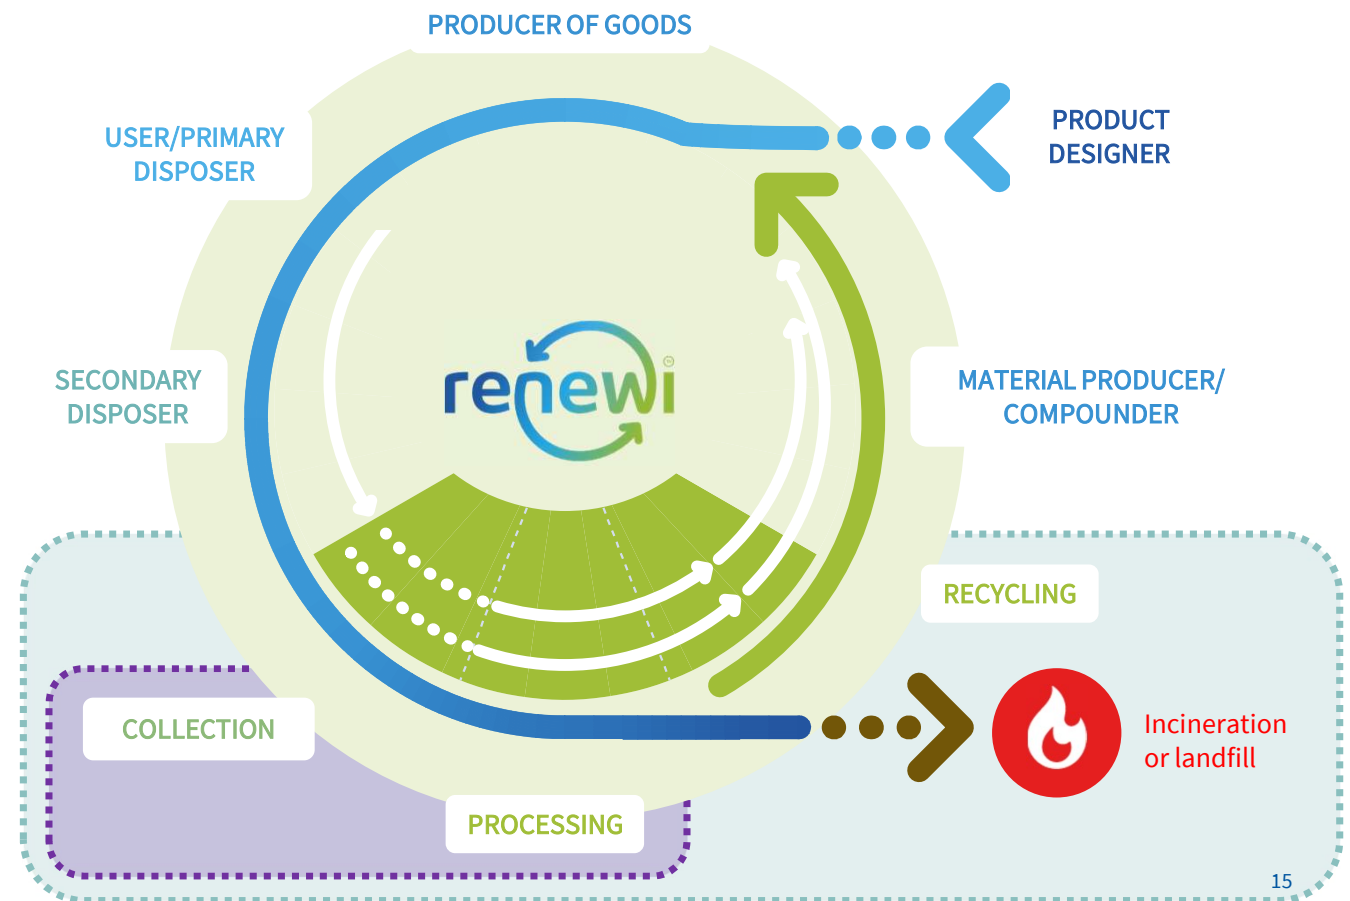 PRODUCER OF GOODS
USER/PRIMARY
DISPOSER
PRODUCT
DESIGNER
renewi
SECONDARY
DISPOSER
MATERIAL PRODUCER/
COMPOUNDER
RECYCLING
COLLECTION
Incineration
or landfill
PROCESSING
15